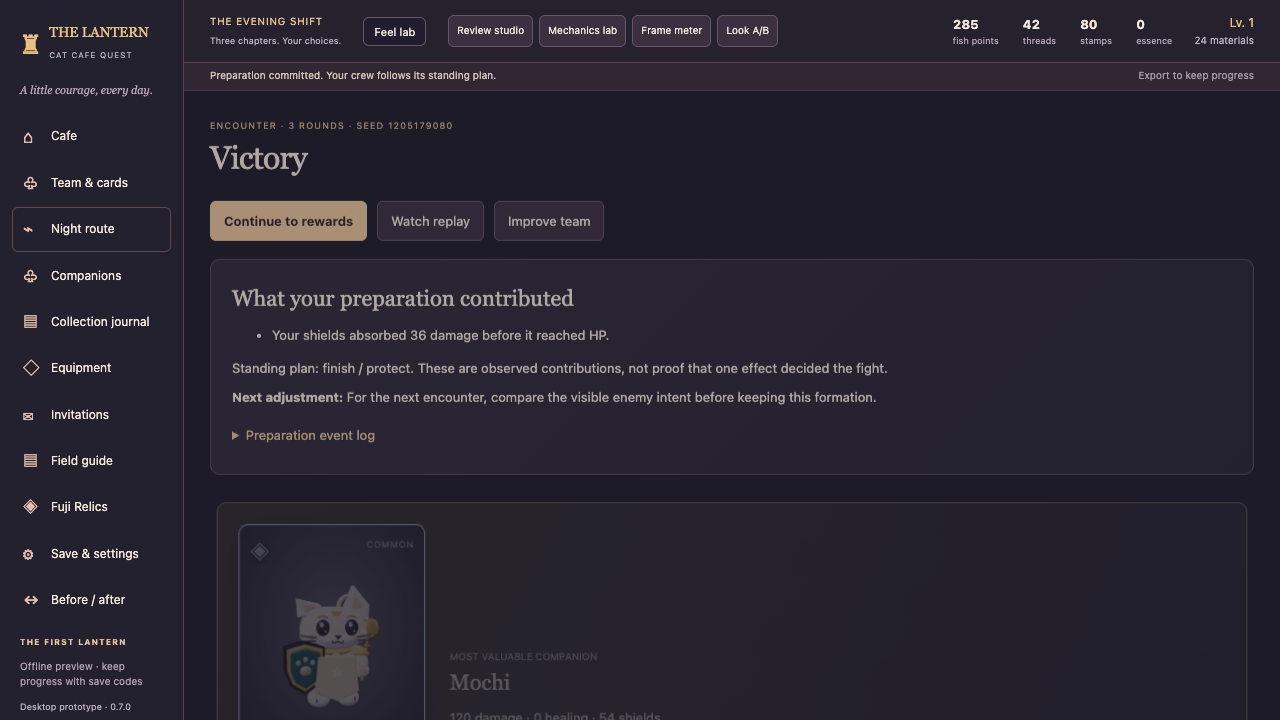 THE LANTERN
CAT CAFE QUEST
A little courage, every day.
Cafe
Team & cards
Night route
Companions
Collection journal
Equipment
Invitations
Field guide
Fuji Relics
Save & settings
Before / after
THE FIRST LANTERN
Offline preview · keep
progress with save codes
Desktop prototype · 0.7.0
THE EVENING SHIFT
Three chapters. Your choices.
Feel lab
Review studio
Mechanics lab
Frame meter
Look A/B
285
fish points
42
threads
80
stamps
0
essence
Lv. 1
24 materials
Preparation committed. Your crew follows its standing plan.
Export to keep progress
ENCOUNTER · 3 ROUNDS · SEED 1205179080
Victory
Continue to rewards
Watch replay
Improve team
What your preparation contributed
• Your shields absorbed 36 damage before it reached HP.
Standing plan: finish / protect. These are observed contributions, not proof that one effect decided the fight.
Next adjustment: For the next encounter, compare the visible enemy intent before keeping this formation.
Preparation event log
COMMON
MOST VALUABLE COMPANION
Mochi
120 damage · 0 healing · 54 shields